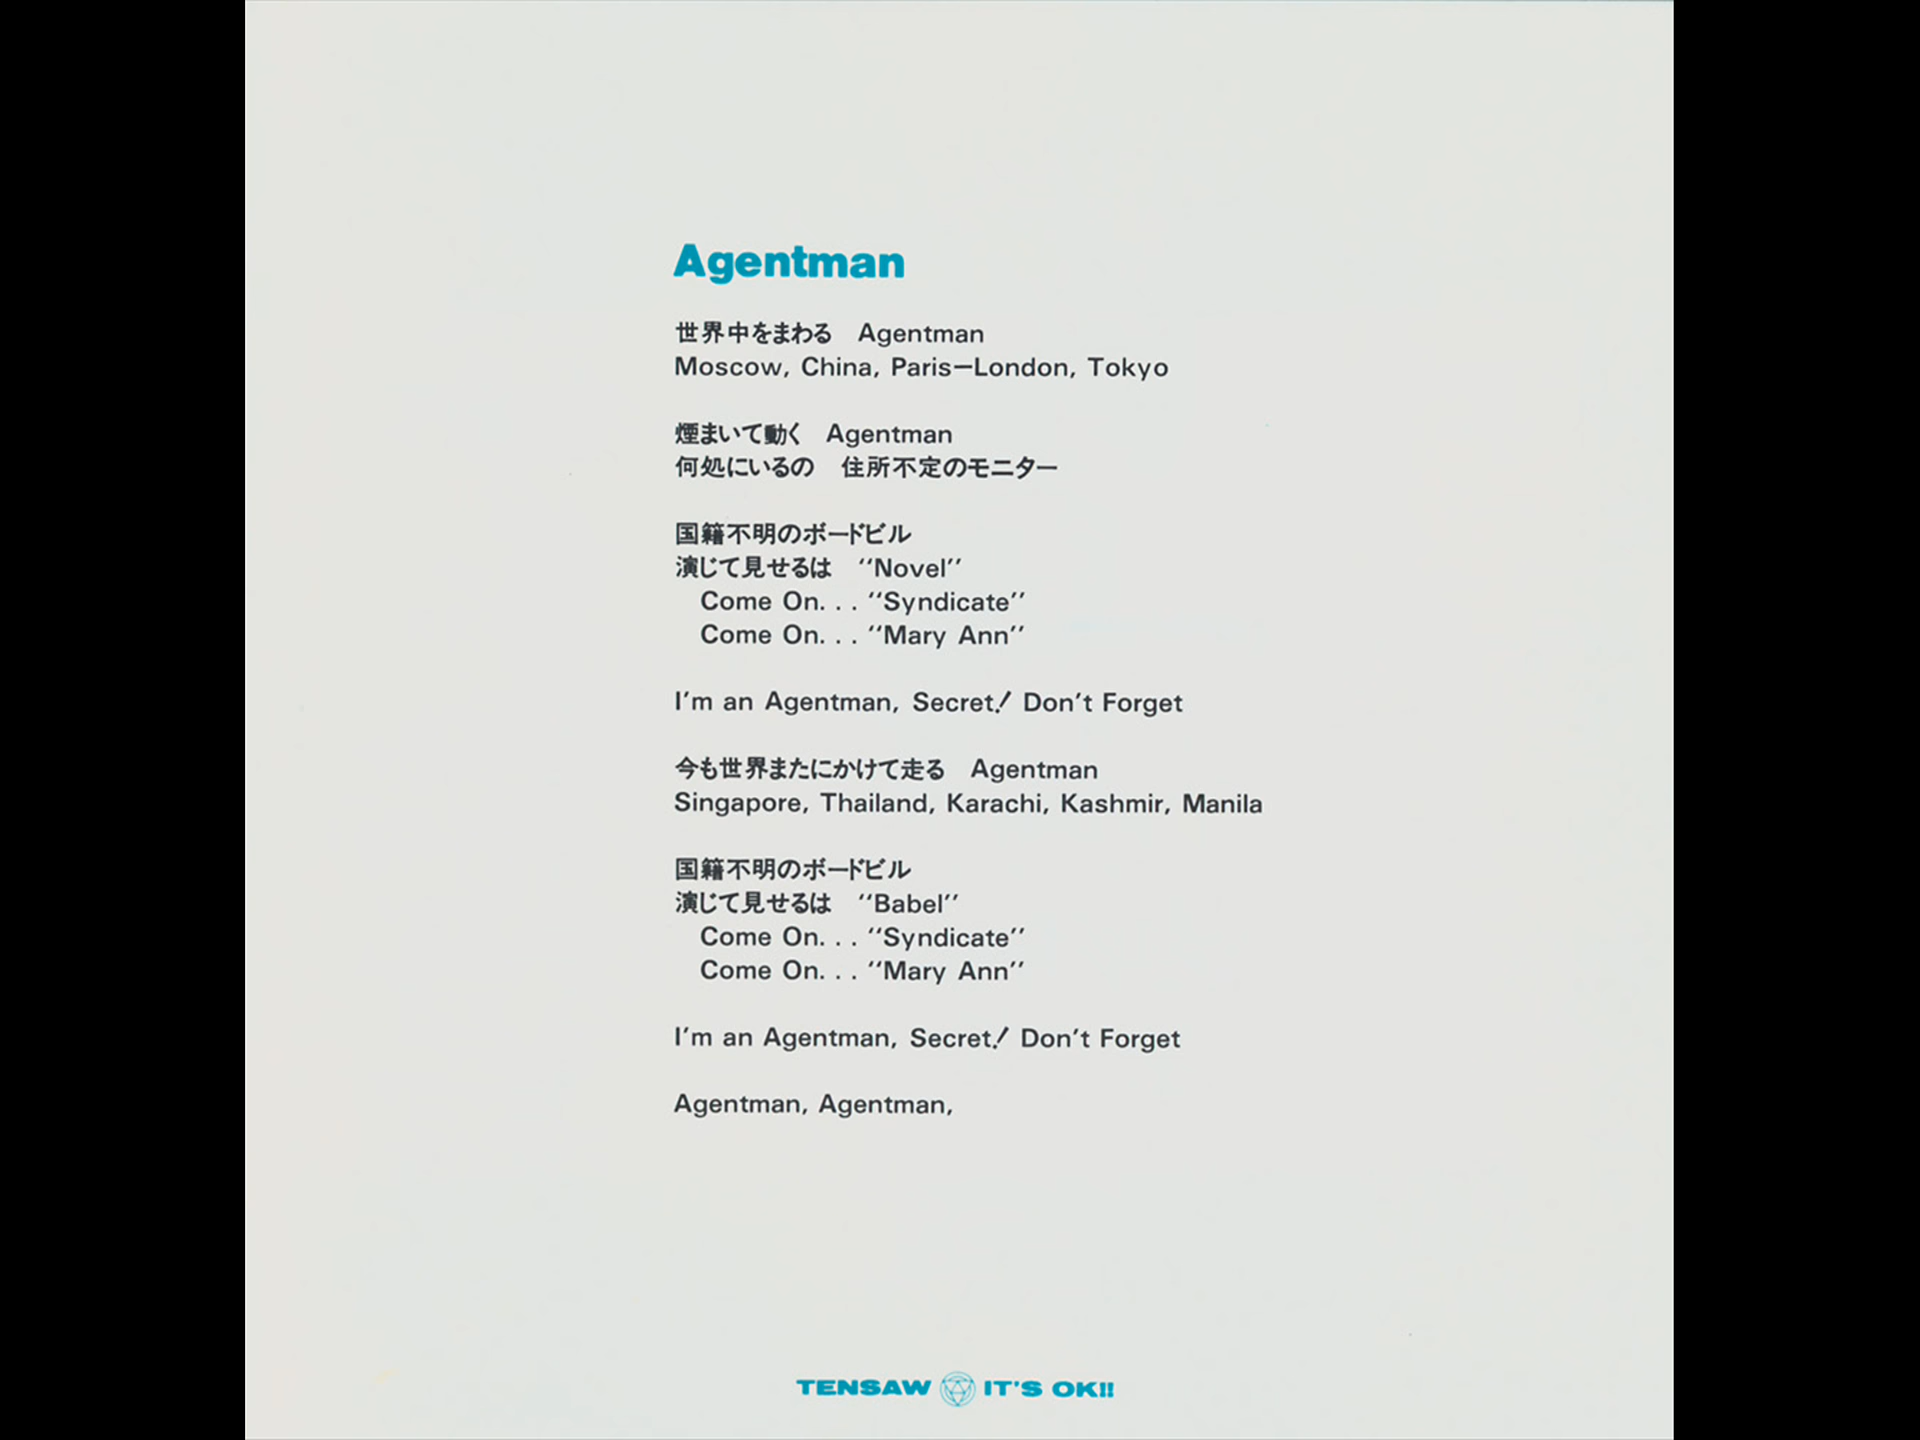 Agentman
世界中をまわる　Agentman
Moscow, China, Paris—London, Tokyo
煙まいて動く　Agentman
何処にいるの　住所不定のモニター
国籍不明のボードビル
演じて見せるは　“Novel”
Come On. . . “Syndicate”
Come On. . . “Mary Ann”
I'm an Agentman, Secret! Don't Forget
今も世界またにかけて走る　Agentman
Singapore, Thailand, Karachi, Kashmir, Manila
国籍不明のボードビル
演じて見せるは　“Babel”
Come On. . . “Syndicate”
Come On. . . “Mary Ann”
I'm an Agentman, Secret! Don't Forget
Agentman, Agentman,
TENSAW IT'S OK!!